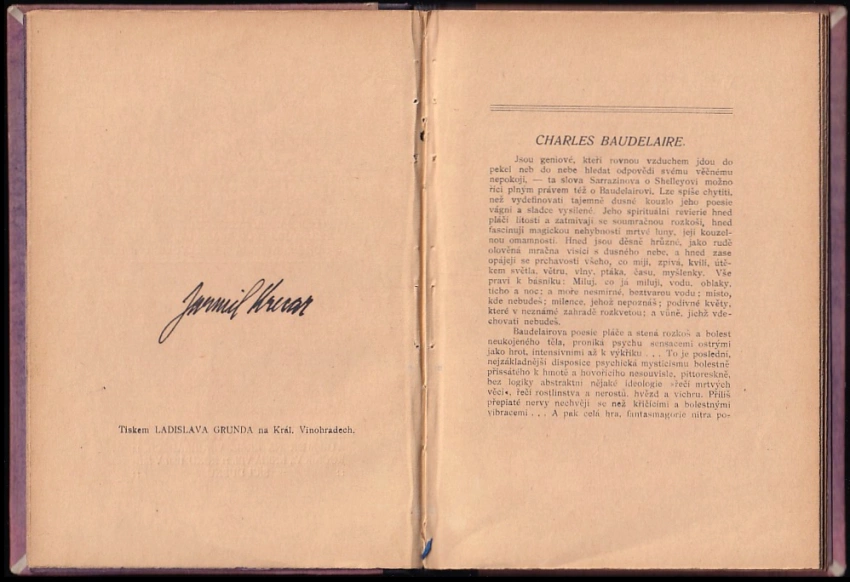 Jarmil Krecar
Tiskem LADISLAVA GRUNDA na Král. Vinohradech.
CHARLES BAUDELAIRE.
Jsou geniové, kteří rovnou vzduchem jdou do
pekel neb do nebe hledat odpovědi svému věčnému
nepokoji, — ta slova Sarrazinova o Shelleyovi možno
říci plným právem též o Baudelairovi. Lze spíše chytiti,
než vydefinovati tajemně dusné kouzlo jeho poesie
vágní a sladce vysílené. Jeho spirituální revierie hned
pláčí lítostí a zatmívají se soumračnou rozkoší, hned
fascinují magickou nehybností mrtvé luny, její kouzel-
nou omamností. Hned jsou děsně hrůzné, jako rudě
olověná mračna visící s dusného nebe, a hned zase
opájejí se prchavostí všeho, co míjí, zpívá, kvílí, útě-
kem světla, větru, vlny, ptáka, času, myšlenky. Vše
praví k básníku: Miluj, co já miluji, vodu, oblaky,
ticho a noc; a moře nesmírné, beztvarou vodu; místo,
kde nebudeš; milence, jehož nepoznáš; podivné květy,
které v neznámé zahradě rozkvetou; a vůně, jichž vde-
chovati nebudeš.
Baudelairova poesie pláče a stená rozkoš a bolest
neukojeného těla, proniká psychu sensacemi ostrými
jako hrot, intensivními až k výkřiku . . . To je poslední,
nejzákladnější disposice psychická mysticismu bolestně
přissátého k hmotě a hovořícího nesouvisle, pittoreskně,
bez logiky abstraktní nějaké ideologie »řečí mrtvých
věcí«, řečí rostlinstva a nerostů, hvězd a vichru. Příliš
přepiaté nervy nechvějí se než křičícími a bolestnými
vibracemi . . . A pak celá hra, fantasmagorie nitra po-